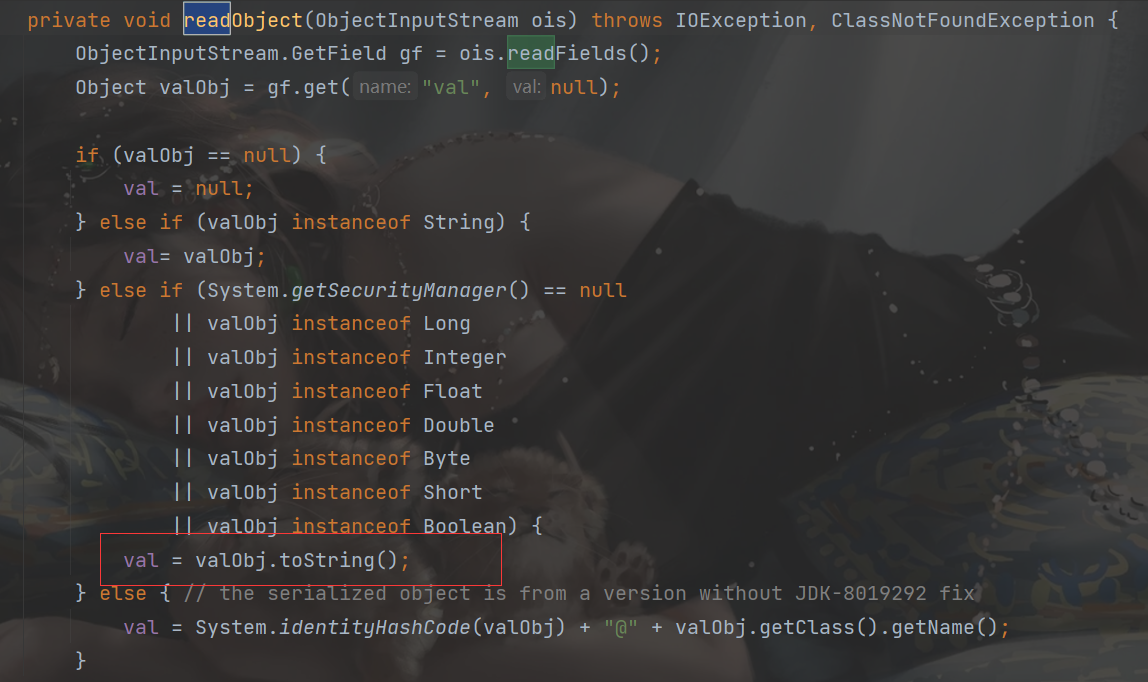 private void readObject(ObjectInputStream ois) throws IOException, ClassNotFoundException {
    ObjectInputStream.GetField gf = ois.readFields();
    Object valObj = gf.get( name: "val", val: null);

    if (valObj == null) {
        val = null;
    } else if (valObj instanceof String) {
        val= valObj;
    } else if (System.getSecurityManager() == null
            || valObj instanceof Long
            || valObj instanceof Integer
            || valObj instanceof Float
            || valObj instanceof Double
            || valObj instanceof Byte
            || valObj instanceof Short
            || valObj instanceof Boolean) {
        val = valObj.toString();
    } else { // the serialized object is from a version without JDK-8019292 fix
        val = System.identityHashCode(valObj) + "@" + valObj.getClass().getName();
    }